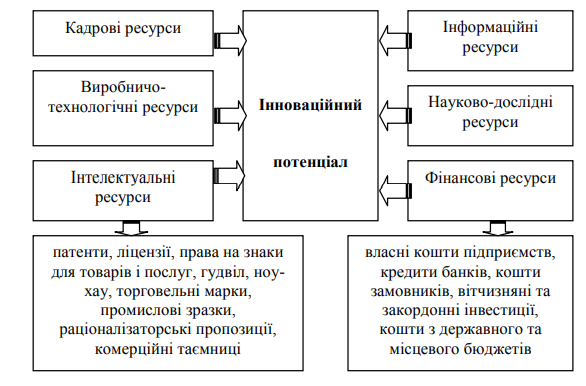 Кадрові ресурси
Виробничо-
технологічні ресурси
Інтелектуальні
ресурси
Інноваційний
потенціал
Інформаційні
ресурси
Науково-дослідні
ресурси
Фінансові ресурси
патенти, ліцензії, права на знаки
для товарів і послуг, гудвіл, ноу-
хау, торговельні марки,
промислові зразки,
раціоналізаторські пропозиції,
комерційні таємниці
власні кошти підприємств,
кредити банків, кошти
замовників, вітчизняні та
закордонні інвестиції,
кошти з державного та
місцевого бюджетів